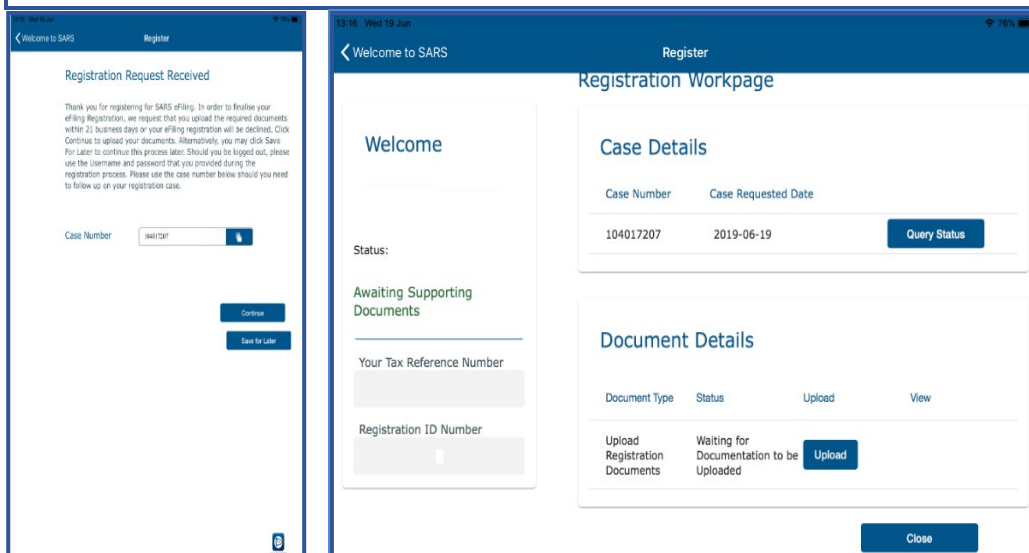 13:16 Wed 19 Jun
76%
Welcome to SARS
Register
Registration Request Received
Thank you for registering for SARS eFiling. In order to finalise your
eFiling Registration, we request that you upload the required documents
within 21 business days or your eFiling registration will be declined. Click
Continue to upload your documents. Alternatively, you may click Save
For Later to continue this process later. Should you be logged out, please
use the Username and password that you provided during the
registration process. Please use the case number below should you need
to follow up on your registration case.
Case Number
104017207
Continue
Save for Later
13:16 Wed 19 Jun
76%
Welcome to SARS
Register
Registration Workpage
Welcome
Status:
Awaiting Supporting
Documents
Your Tax Reference Number
Registration ID Number
Case Details
Case Number Case Requested Date
104017207 2019-06-19 Query Status
Document Details
Document Type Status Upload View
Upload
Registration
Documents
Waiting for
Documentation to be
Uploaded
Upload
Close